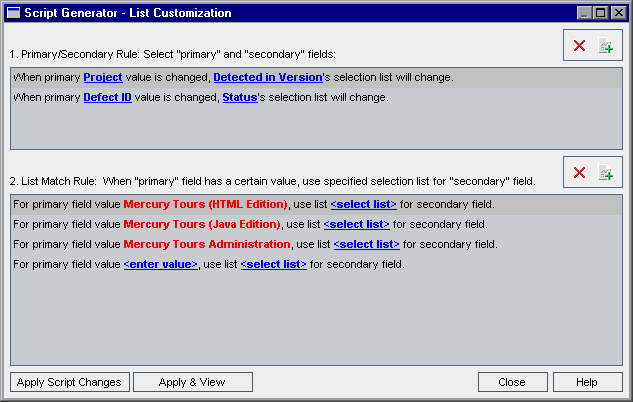 Script Generator - List Customization
1. Primary/Secondary Rule: Select "primary" and "secondary" fields:
When primary Project value is changed, Detected in Version's selection list will change.
When primary Defect ID value is changed, Status's selection list will change.
2. List Match Rule:  When "primary" field has a certain value, use specified selection list for "secondary" field.
For primary field value Mercury Tours (HTML Edition), use list <select list> for secondary field.
For primary field value Mercury Tours (Java Edition), use list <select list> for secondary field.
For primary field value Mercury Tours Administration, use list <select list> for secondary field.
For primary field value <enter value>, use list <select list> for secondary field.
Apply Script Changes
Apply & View
Close
Help